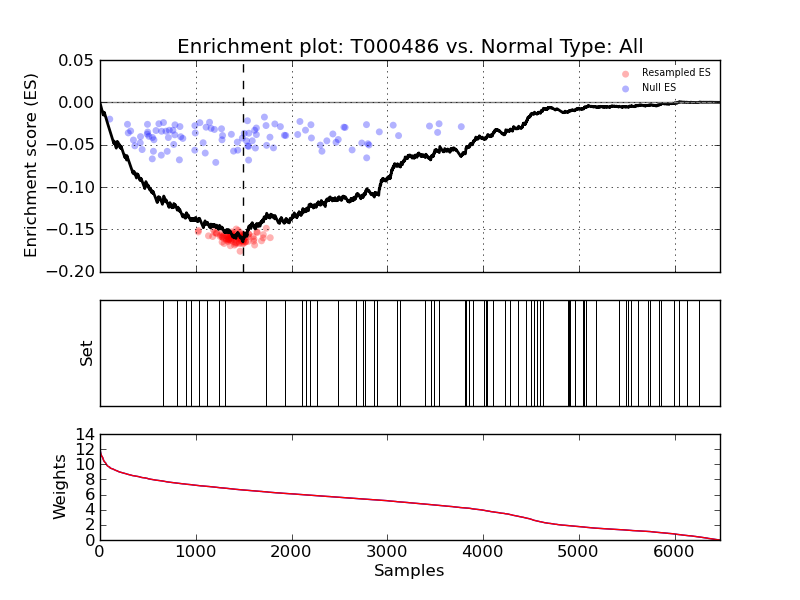 Enrichment plot: T000486 vs. Normal Type: All
Enrichment score (ES)
0.05
0.00
−0.05
−0.10
−0.15
−0.20
Resampled ES
Null ES
Set
Weights
14
12
10
8
6
4
2
0
0 1000 2000 3000 4000 5000 6000
Samples